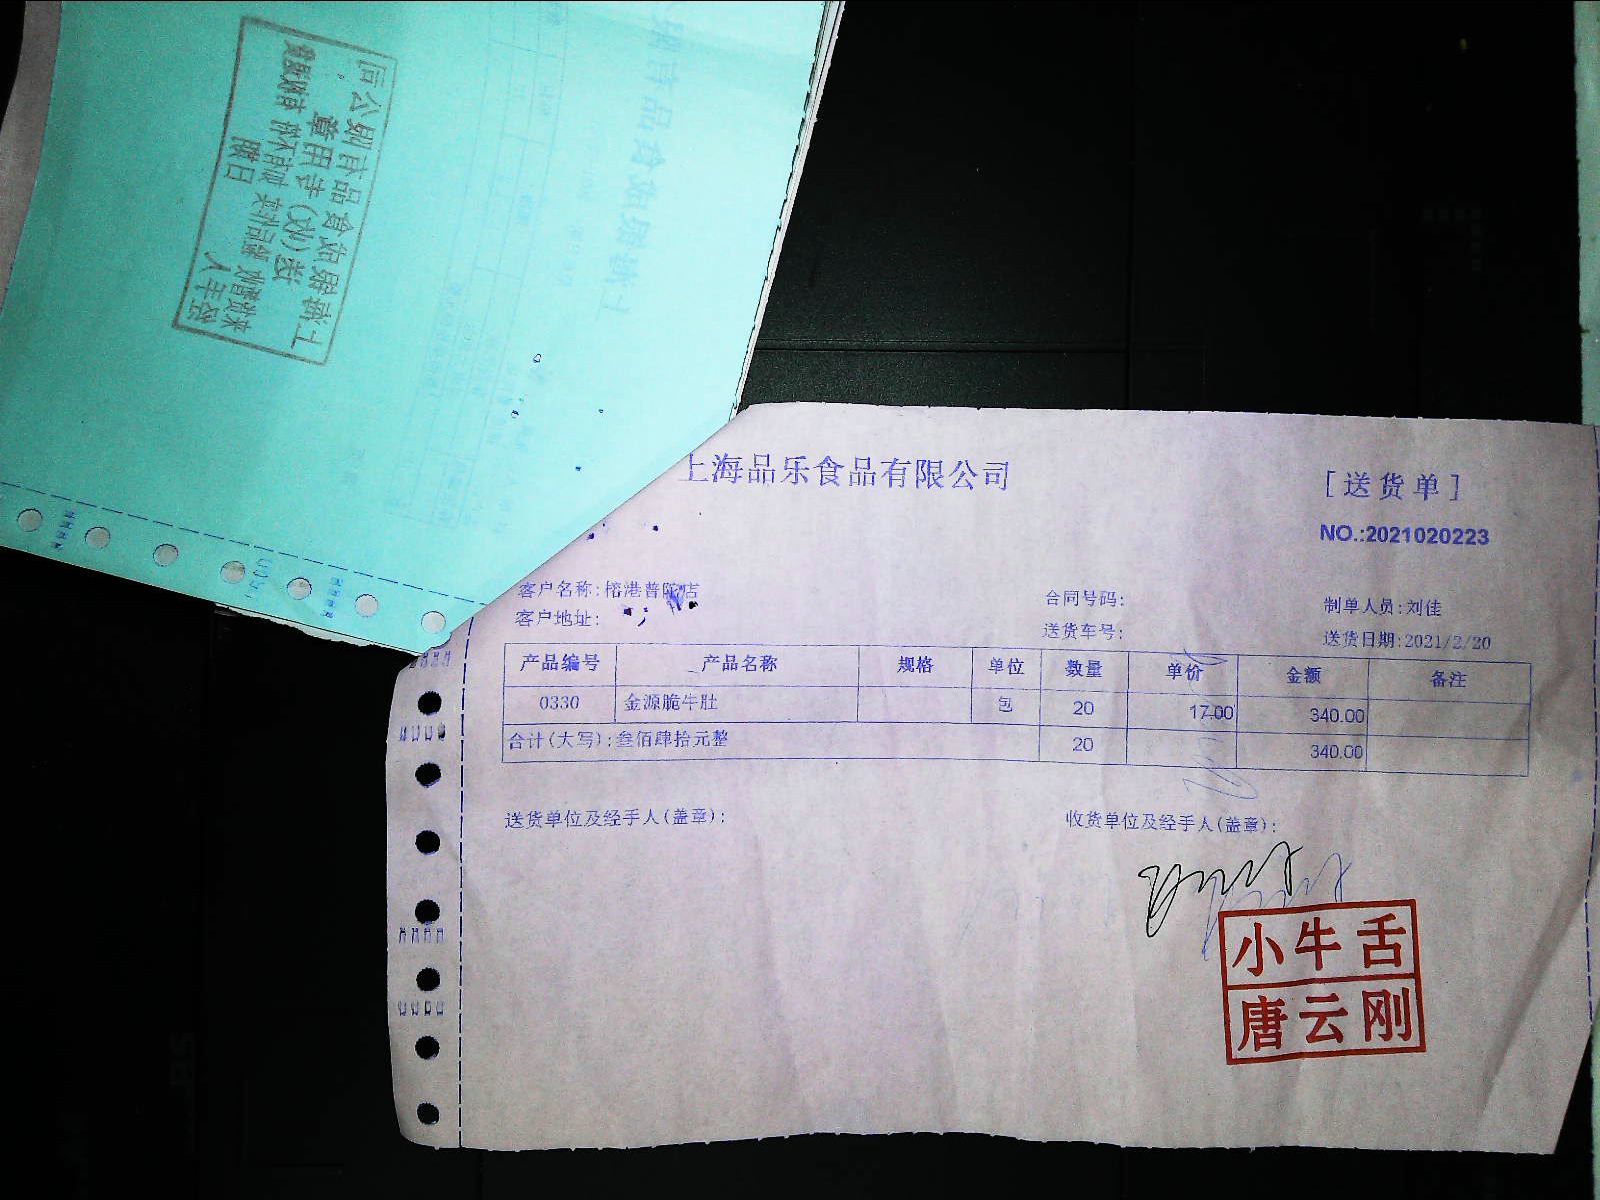 上海品乐食品有限公司
[送货单]
NO.:2021020223
客户名称:榕港普陀店
合同号码:
制单人员:刘佳
客户地址:
送货车号:
送货日期:2021/2/20
产品编号 产品名称 规格 单位 数量 单价 金额 备注
0330 金源脆牛肚 包 20 17.00 340.00
合计(大写):叁佰肆拾元整 20 340.00
送货单位及经手人(盖章):
收货单位及经手人(盖章):
小牛舌
唐云刚